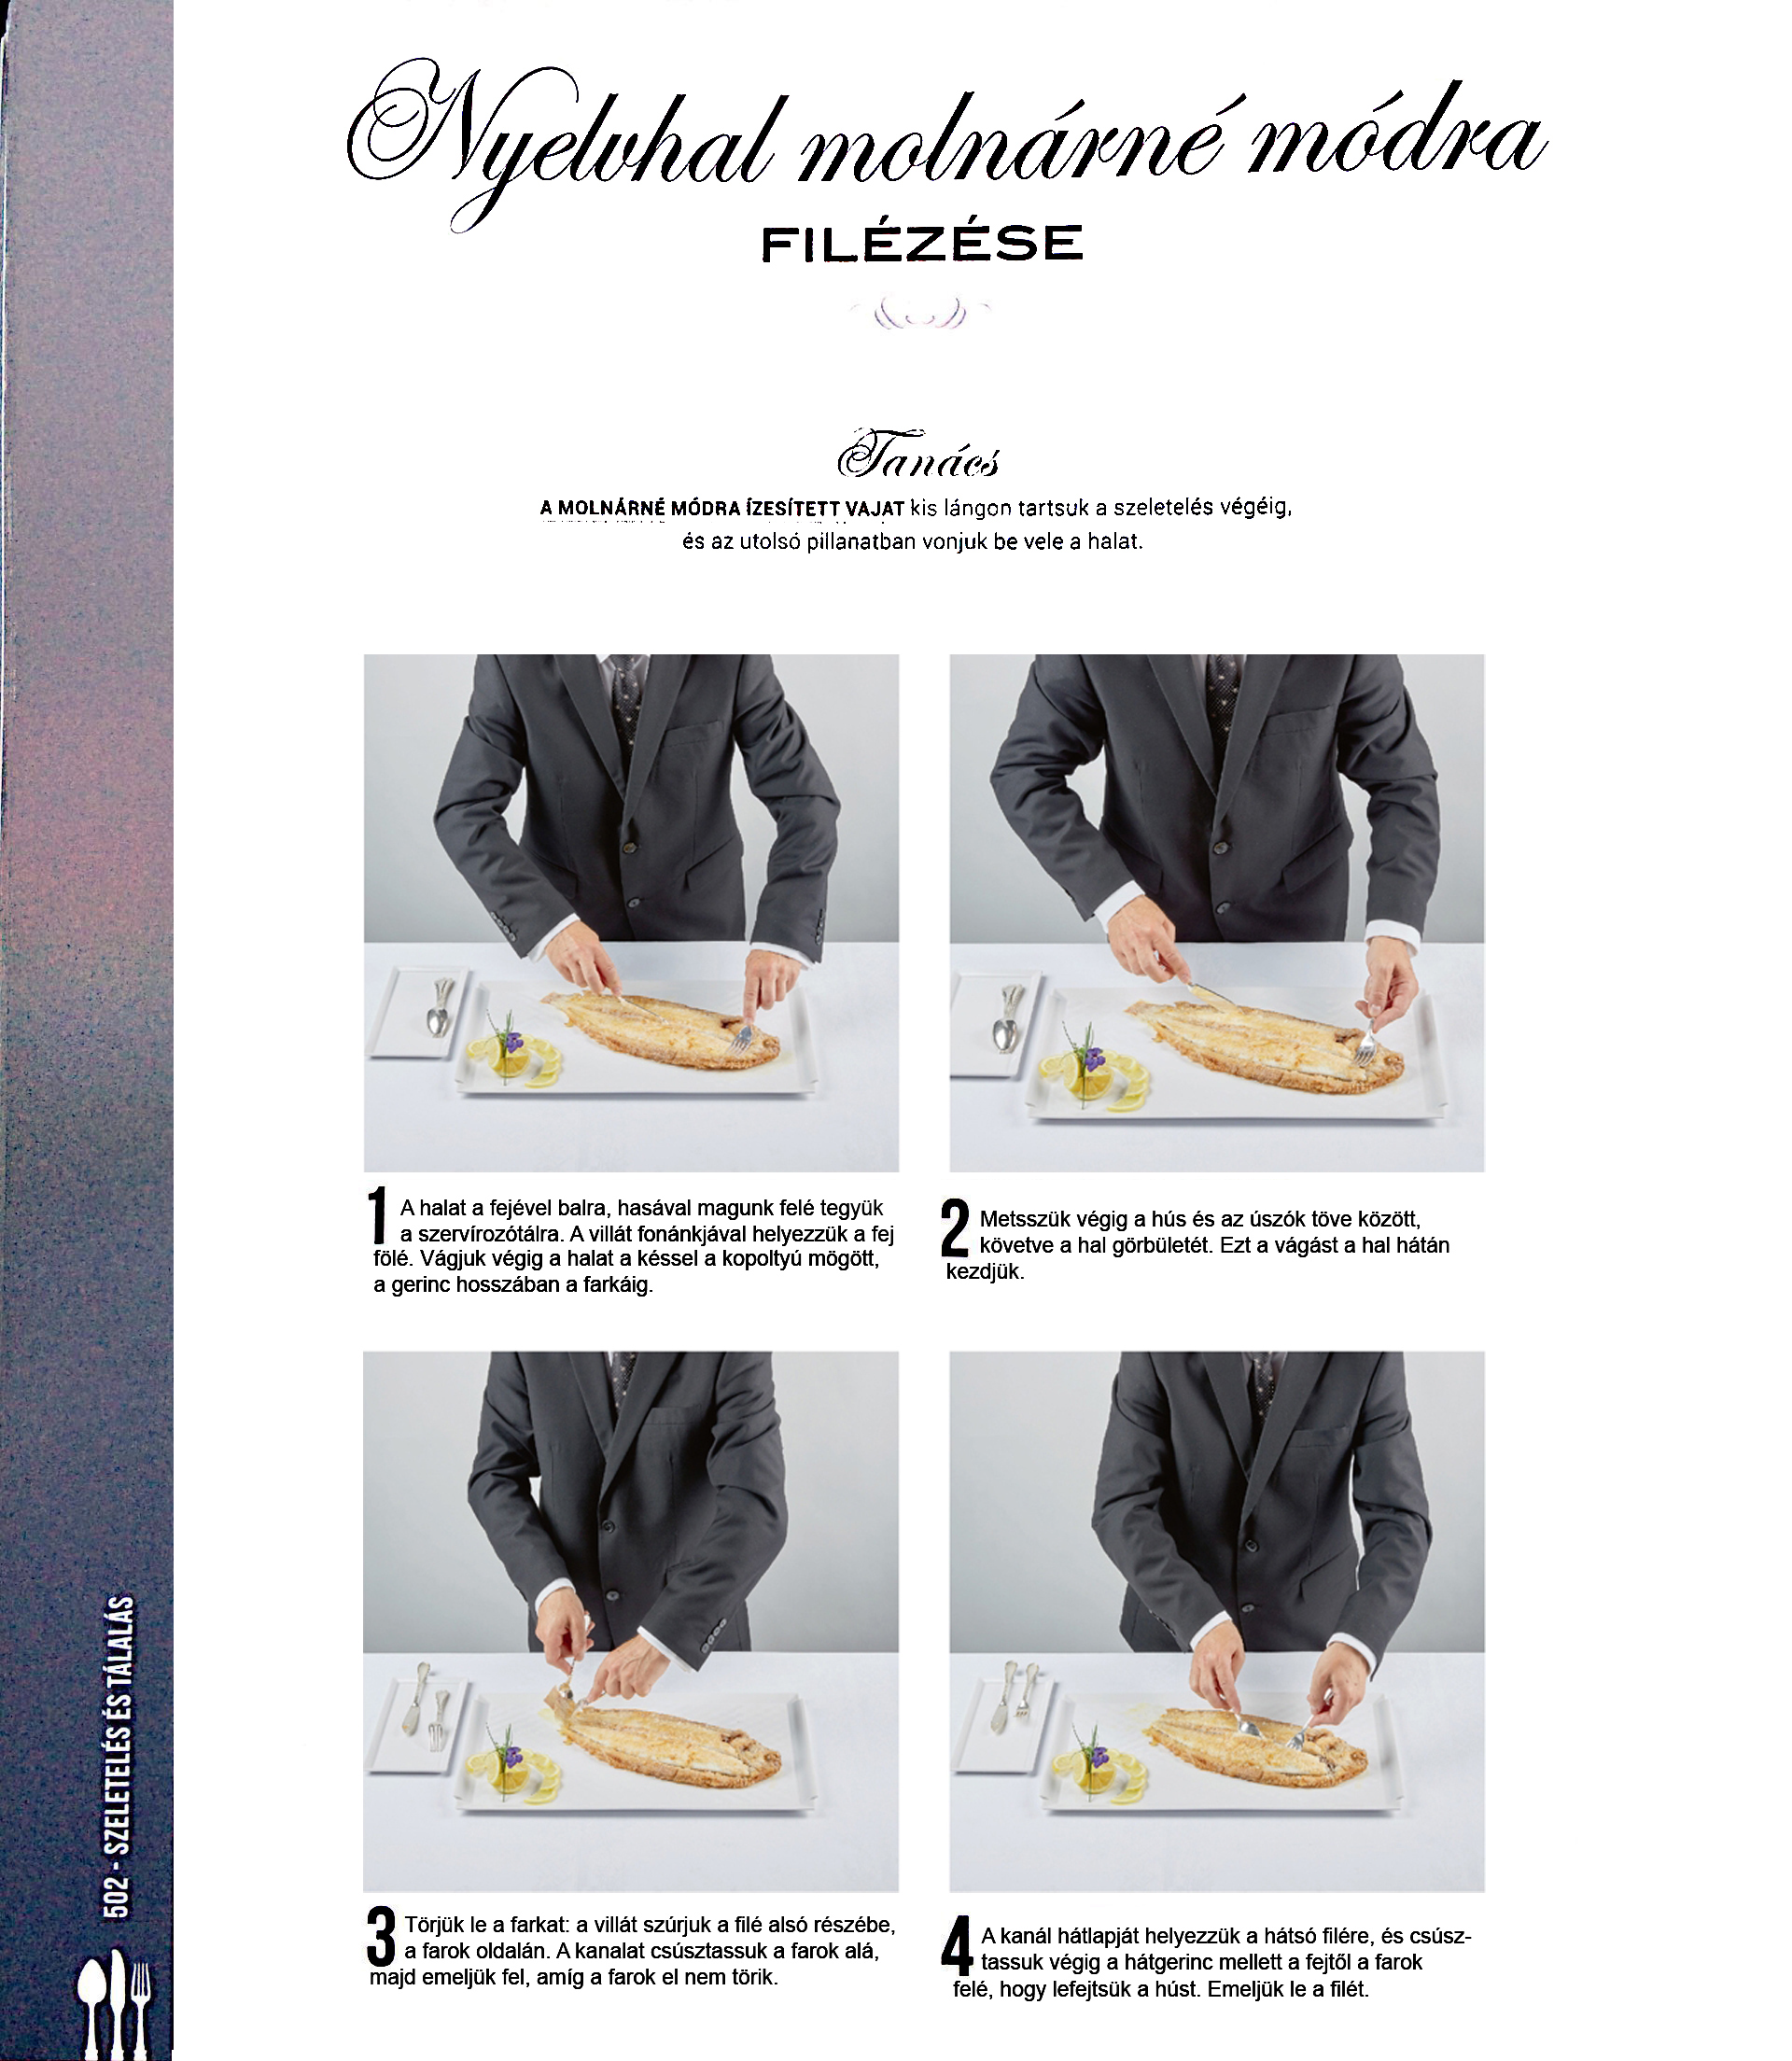 Nyelvhal molnárné módra
FILÉZÉSE
Tanács
A MOLNÁRNÉ MÓDRA ÍZESÍTETT VAJAT kis lángon tartsuk a szeletelés végéig,
és az utolsó pillanatban vonjuk be vele a halat.
1 A halat a fejével balra, hasával magunk felé tegyük
a szervírozótálra. A villát fonánkjával helyezzük a fej
fölé. Vágjuk végig a halat a késsel a kopoltyú mögött,
a gerinc hosszában a farkáig.
2 Metsszük végig a hús és az úszók töve között,
követve a hal görbületét. Ezt a vágást a hal hátán
kezdjük.
3 Törjük le a farkat: a villát szúrjuk a filé alsó részébe,
a farok oldalán. A kanalat csúsztassuk a farok alá,
majd emeljük fel, amíg a farok el nem törik.
4 A kanál hátlapját helyezzük a hátsó filére, és csúsz-
tassuk végig a hátgerinc mellett a fejtől a farok
felé, hogy lefejtsük a húst. Emeljük le a filét.
502 - SZELETELÉS ÉS TÁLALÁS